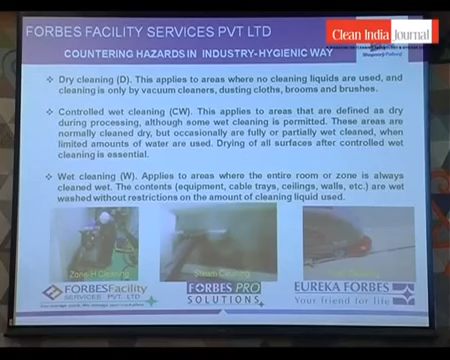 FORBES FACILITY SERVICES PVT LTD
Clean India Journal
COUNTERING HAZARDS IN INDUSTRY-HYGIENIC WAY
Dry cleaning (D). This applies to areas where no cleaning liquids are used, and
cleaning is only by vacuum cleaners, dusting cloths, brooms and brushes.
Controlled wet cleaning (CW). This applies to areas that are defined as dry
during processing, although some wet cleaning is permitted. These areas are
normally cleaned dry, but occasionally are fully or partially wet cleaned, when
limited amounts of water are used. Drying of all surfaces after controlled wet
cleaning is essential.
Wet cleaning (W). Applies to areas where the entire room or zone is always
cleaned wet. The contents (equipment, cable trays, ceilings, walls, etc.) are wet
washed without restrictions on the amount of cleaning liquid used.
Zone-H Cleaning
Steam Cleaning
FORBESFacility
SERVICES PVT. LTD.
FORBES PRO
SOLUTIONS
EUREKA FORBES
Your friend for life